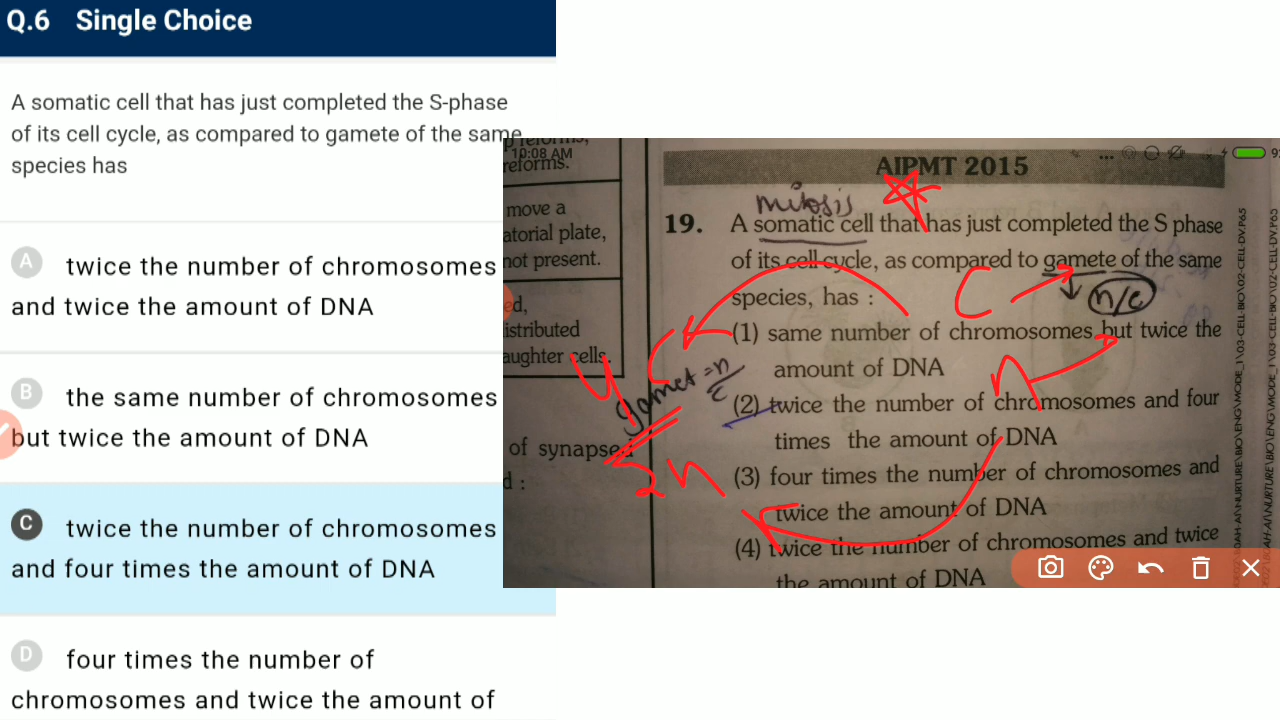 Q.6 Single Choice
A somatic cell that has just completed the S-phase
of its cell cycle, as compared to gamete of the same
species has
A twice the number of chromosomes
and twice the amount of DNA
B the same number of chromosomes
but twice the amount of DNA
C twice the number of chromosomes
and four times the amount of DNA
D four times the number of
chromosomes and twice the amount of
10:08 AM
reforms.
move a
atorial plate,
not present.
ed,
istributed
aughter cells
of synapsed
d :
AIPMT 2015
mitosis
19. A somatic cell that has just completed the S phase
of its cell cycle, as compared to gamete of the same
species, has :
C
n/c
(1) same number of chromosomes but twice the
amount of DNA
n
(2) twice the number of chromosomes and four
times the amount of DNA
(3) four times the number of chromosomes and
twice the amount of DNA
(4) twice the number of chromosomes and twice
the amount of DNA
4C
gamet = n/c
2n